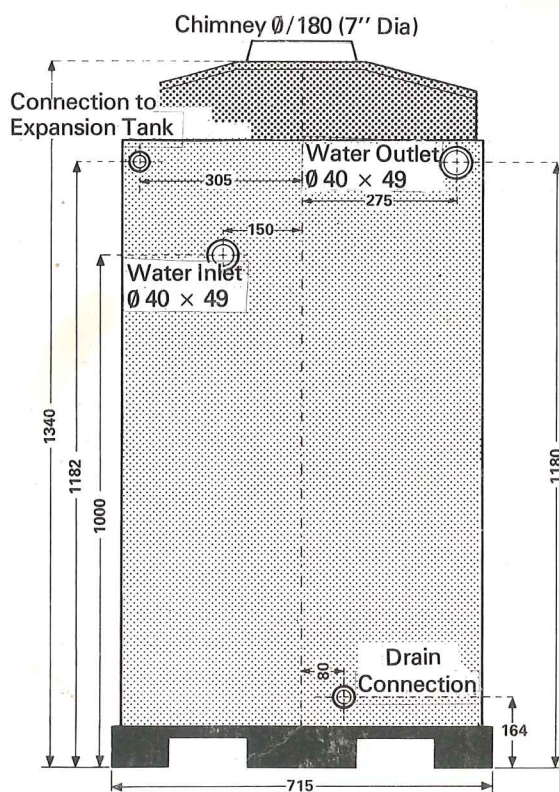 Chimney Ø/180 (7'' Dia)
Connection to
Expansion Tank
Water Outlet
Ø 40 × 49
305
275
150
Water Inlet
Ø 40 × 49
1340
1182
1000
1180
80
Drain
Connection
164
715